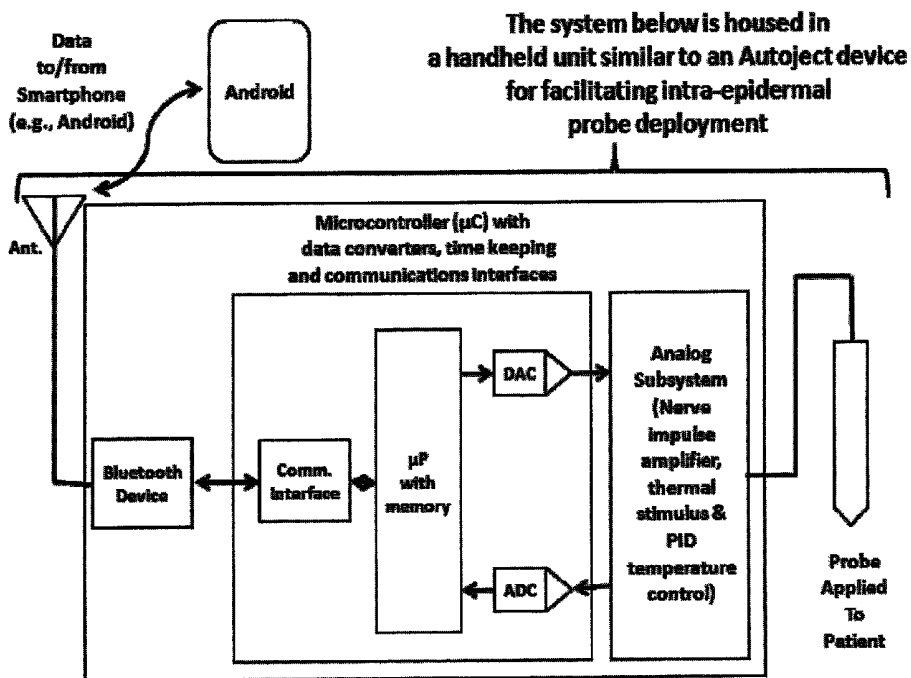 The system below is housed in
a handheld unit similar to an Autoject device
for facilitating intra-epidermal
probe deployment
Data
to/from
Smartphone
(e.g., Android)
Android
Ant.
Microcontroller (µC) with
data converters, time keeping
and communications interfaces
Bluetooth
Device
Comm.
Interface
µP
with
memory
DAC
ADC
Analog
Subsystem
(Nerve
impulse
amplifier,
thermal
stimulus &
PID
temperature
control)
Probe
Applied
To
Patient